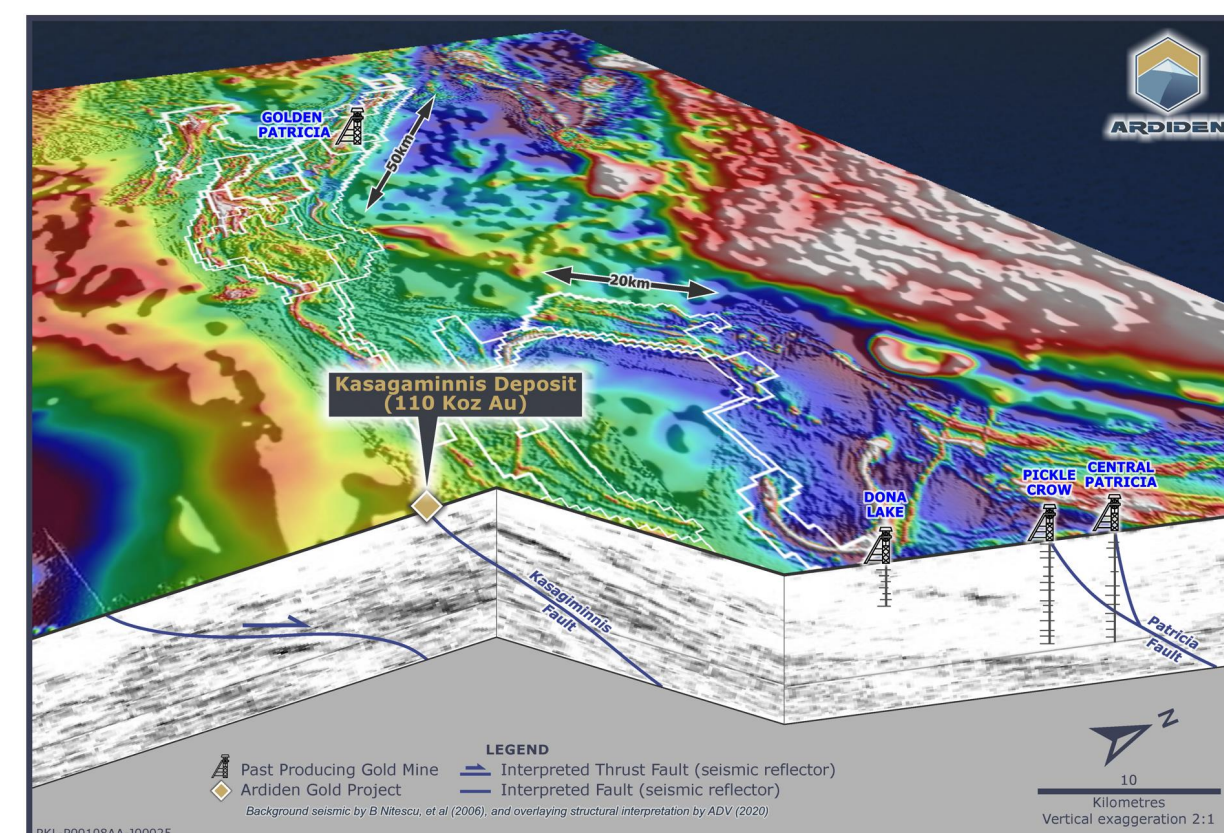 ARDIDEN
GOLDEN
PATRICIA
50km
20km
Kasagaminnis Deposit
(110 Koz Au)
PICKLE
CROW
CENTRAL
PATRICIA
DONA
LAKE
Kasagiminnis
Fault
Patricia
Fault
N
LEGEND
Past Producing Gold Mine
Interpreted Thrust Fault (seismic reflector)
Ardiden Gold Project
Interpreted Fault (seismic reflector)
Background seismic by B Nitescu, et al (2006), and overlaying structural interpretation by ADV (2020)
10
Kilometres
Vertical exaggeration 2:1